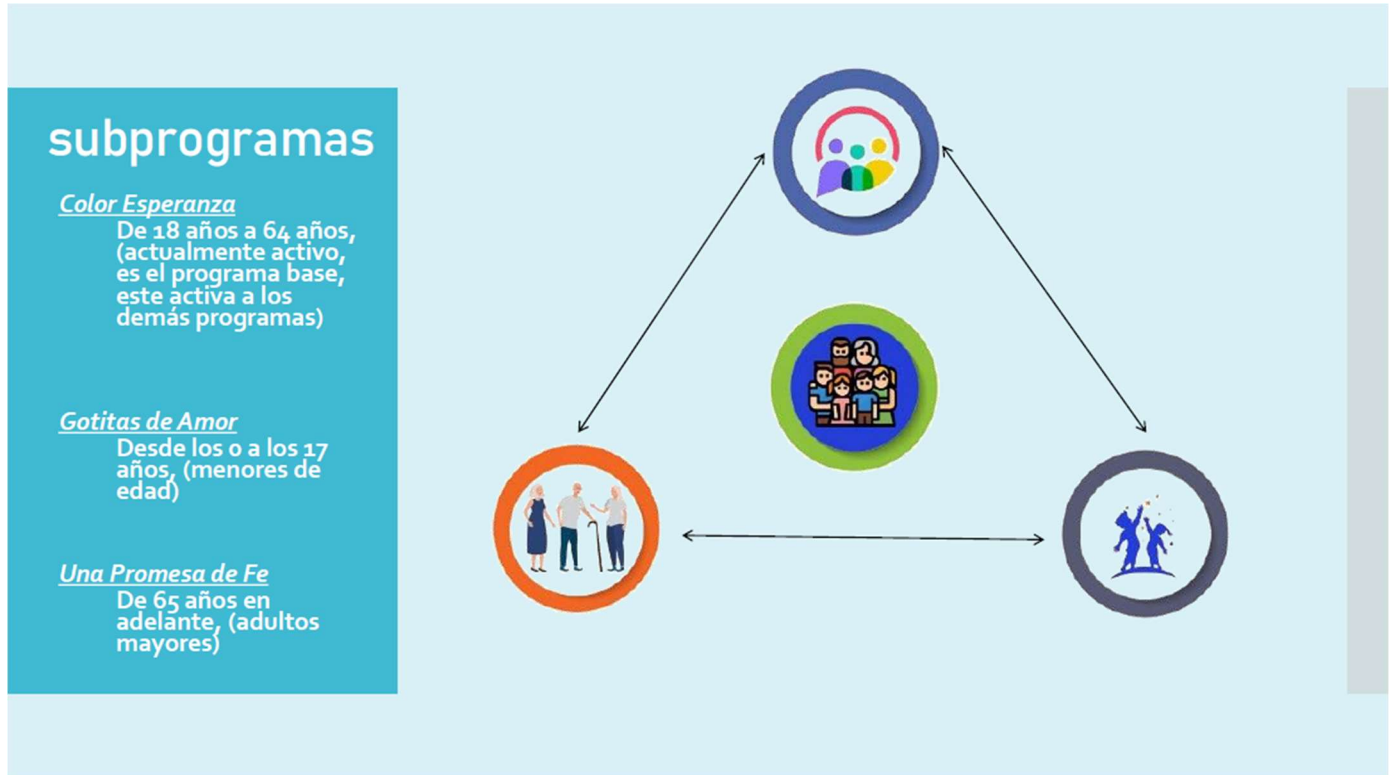 subprogramas
Color Esperanza
De 18 años a 64 años,
(actualmente activo,
es el programa base,
este activa a los
demás programas)
Gotitas de Amor
Desde los 0 a los 17
años, (menores de
edad)
Una Promesa de Fe
De 65 años en
adelante, (adultos
mayores)